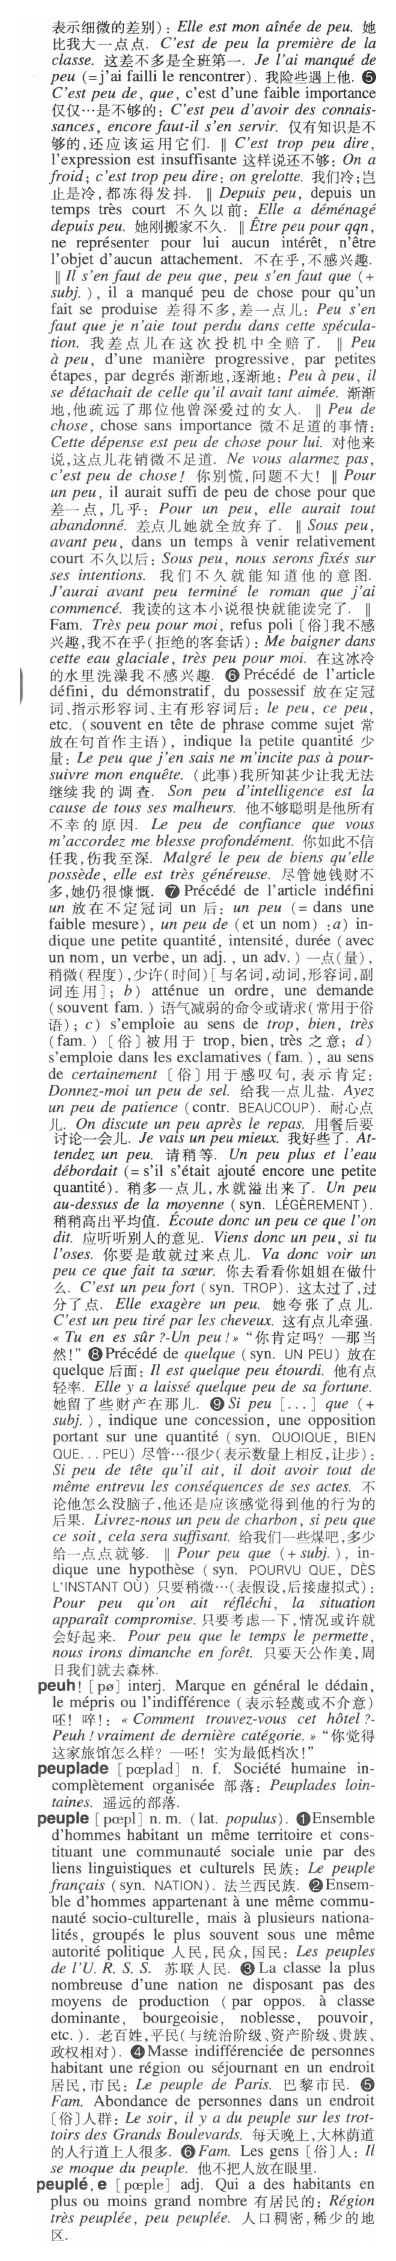 表示细微的差别)：Elle est mon aînée de peu. 她
比我大一点点. C'est de peu la première de la
classe. 这差不多是全班第一. Je l'ai manqué de
peu (=j'ai failli le rencontrer). 我险些遇上他. ❺
C'est peu de, que, c'est d'une faible importance
仅仅…是不够的：C'est peu d'avoir des connais-
sances, encore faut-il s'en servir. 仅有知识是不
够的,还应该运用它们. ‖ C'est trop peu dire,
l'expression est insuffisante 这样说还不够：On a
froid; c'est trop peu dire: on grelotte. 我们冷;岂
止是冷,都冻得发抖. ‖ Depuis peu, depuis un
temps très court 不久以前：Elle a déménagé
depuis peu. 她刚搬家不久. ‖ Être peu pour qqn,
ne représenter pour lui aucun intérêt, n'être
l'objet d'aucun attachement. 不在乎,不感兴趣.
‖ Il s'en faut de peu que, peu s'en faut que (+
subj.), il a manqué peu de chose pour qu'un
fait se produise 差得不多,差一点儿：Peu s'en
faut que je n'aie tout perdu dans cette spécula-
tion. 我差点儿在这次投机中全赔了. ‖ Peu
à peu, d'une manière progressive, par petites
étapes, par degrés 渐渐地,逐渐地：Peu à peu, il
se détachait de celle qu'il avait tant aimée. 渐渐
地,他疏远了那位他曾深爱过的女人. ‖ Peu de
chose, chose sans importance 微不足道的事情：
Cette dépense est peu de chose pour lui. 对他来
说,这点儿花销微不足道. Ne vous alarmez pas,
c'est peu de chose! 你别慌,问题不大! ‖ Pour
un peu, il aurait suffi de peu de chose pour que
差一点,几乎：Pour un peu, elle aurait tout
abandonné. 差点儿她就全放弃了. ‖ Sous peu,
avant peu, dans un temps à venir relativement
court 不久以后：Sous peu, nous serons fixés sur
ses intentions. 我们不久就能知道他的意图.
J'aurai avant peu terminé le roman que j'ai
commencé. 我读的这本小说很快就能读完了. ‖
Fam. Très peu pour moi, refus poli〔俗〕我不感
兴趣,我不在乎(拒绝的客套话)：Me baigner dans
cette eau glaciale, très peu pour moi. 在这冰冷
的水里洗澡我不感兴趣. ❻Précédé de l'article
défini, du démonstratif, du possessif 放在定冠
词、指示形容词、主有形容词后：le peu, ce peu,
etc. (souvent en tête de phrase comme sujet 常
放在句首作主语), indique la petite quantité 少
量：Le peu que j'en sais ne m'incite pas à pour-
suivre mon enquête. (此事)我所知甚少让我无法
继续我的调查. Son peu d'intelligence est la
cause de tous ses malheurs. 他不够聪明是他所有
不幸的原因. Le peu de confiance que vous
m'accordez me blesse profondément. 你如此不信
任我,伤我至深. Malgré le peu de biens qu'elle
possède, elle est très généreuse. 尽管她钱财不
多,她仍很慷慨. ❼Précédé de l'article indéfini
un 放在不定冠词 un 后：un peu (=dans une
faible mesure), un peu de (et un nom) :a) in-
dique une petite quantité, intensité, durée (avec
un nom, un verbe, un adj., un adv.) 一点(量),
稍微(程度),少许(时间)[与名词,动词,形容词,副
词连用]; b) atténue un ordre, une demande
(souvent fam.) 语气减弱的命令或请求(常用于俗
语); c) s'emploie au sens de trop, bien, très
(fam.)〔俗〕被用于 trop, bien, très 之意; d)
s'emploie dans les exclamatives (fam.), au sens
de certainement〔俗〕用于感叹句,表示肯定：
Donnez-moi un peu de sel. 给我一点儿盐. Ayez
un peu de patience (contr. BEAUCOUP). 耐心点
儿. On discute un peu après le repas. 用餐后要
讨论一会儿. Je vais un peu mieux. 我好些了. At-
tendez un peu. 请稍等. Un peu plus et l'eau
débordait (=s'il s'était ajouté encore une petite
quantité). 稍多一点儿,水就溢出来了. Un peu
au-dessus de la moyenne (syn. LÉGÈREMENT).
稍稍高出平均值. Écoute donc un peu ce que l'on
dit. 应听听别人的意见. Viens donc un peu, si tu
l'oses. 你要是敢就过来点儿. Va donc voir un
peu ce que fait ta sœur. 你去看看你姐姐在做什
么. C'est un peu fort (syn. TROP). 这太过了,过
分了点. Elle exagère un peu. 她夸张了点儿.
C'est un peu tiré par les cheveux. 这有点儿牵强.
« Tu en es sûr?-Un peu!» “你肯定吗? —那当
然!” ❽Précédé de quelque (syn. UN PEU) 放在
quelque 后面：Il est quelque peu étourdi. 他有点
轻率. Elle y a laissé quelque peu de sa fortune.
她留了些财产在那儿. ❾Si peu [...] que (+
subj.), indique une concession, une opposition
portant sur une quantité (syn. QUOIQUE, BIEN
QUE...PEU) 尽管…很少(表示数量上相反,让步)：
Si peu de tête qu'il ait, il doit avoir tout de
même entrevu les conséquences de ses actes. 不
论他怎么没脑子,他还是应该感觉得到他的行为的
后果. Livrez-nous un peu de charbon, si peu que
ce soit, cela sera suffisant. 给我们一些煤吧,多少
给一点点就够. ‖ Pour peu que (+subj.), in-
dique une hypothèse (syn. POURVU QUE, DÈS
L'INSTANT OÙ) 只要稍微…(表假设,后接虚拟式)：
Pour peu qu'on ait réfléchi, la situation
apparaît compromise. 只要考虑一下,情况或许就
会好起来. Pour peu que le temps le permette,
nous irons dimanche en forêt. 只要天公作美,周
日我们就去森林.
peuh! [pø] interj. Marque en général le dédain,
le mépris ou l'indifférence (表示轻蔑或不介意)
呸! 啐!：« Comment trouvez-vous cet hôtel?-
Peuh! vraiment de dernière catégorie. » “你觉得
这家旅馆怎么样? —呸! 实为最低档次!”
peuplade [pœplad] n. f. Société humaine in-
complètement organisée 部落：Peuplades loin-
taines. 遥远的部落.
peuple [pœpl] n. m. (lat. populus). ❶Ensemble
d'hommes habitant un même territoire et cons-
tituant une communauté sociale unie par des
liens linguistiques et culturels 民族：Le peuple
français (syn. NATION). 法兰西民族. ❷Ensem-
ble d'hommes appartenant à une même commu-
nauté socio-culturelle, mais à plusieurs nationa-
lités, groupés le plus souvent sous une même
autorité politique 人民,民众,国民：Les peuples
de l'U. R. S. S. 苏联人民. ❸La classe la plus
nombreuse d'une nation ne disposant pas des
moyens de production (par oppos. à classe
dominante, bourgeoisie, noblesse, pouvoir,
etc.). 老百姓,平民(与统治阶级、资产阶级、贵族、
政权相对). ❹Masse indifférenciée de personnes
habitant une région ou séjournant en un endroit
居民,市民：Le peuple de Paris. 巴黎市民. ❺
Fam. Abondance de personnes dans un endroit
〔俗〕人群：Le soir, il y a du peuple sur les trot-
toirs des Grands Boulevards. 每天晚上,大林荫道
的人行道上人很多. ❻Fam. Les gens〔俗〕人：Il
se moque du peuple. 他不把人放在眼里.
peuplé, e [pœple] adj. Qui a des habitants en
plus ou moins grand nombre 有居民的：Région
très peuplée, peu peuplée. 人口稠密,稀少的地
区.